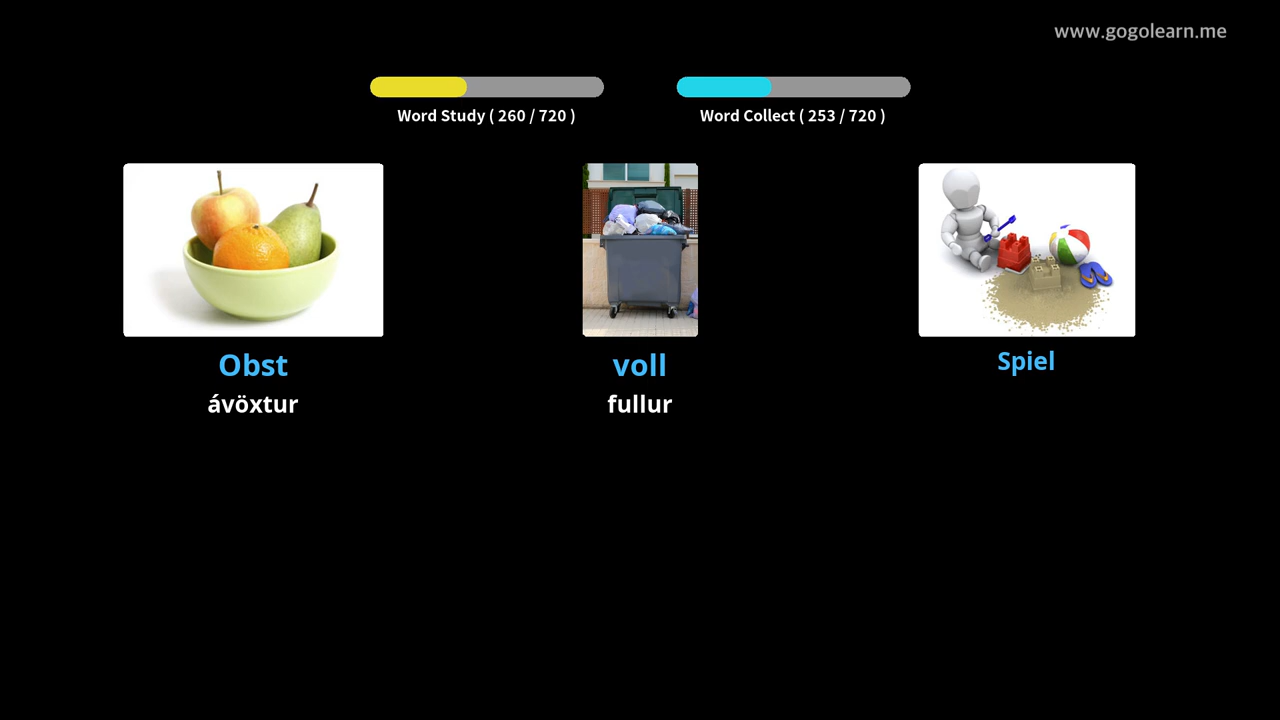 www.gogolearn.me
Word Study ( 260 / 720 )
Word Collect ( 253 / 720 )
Obst
ávöxtur
voll
fullur
Spiel